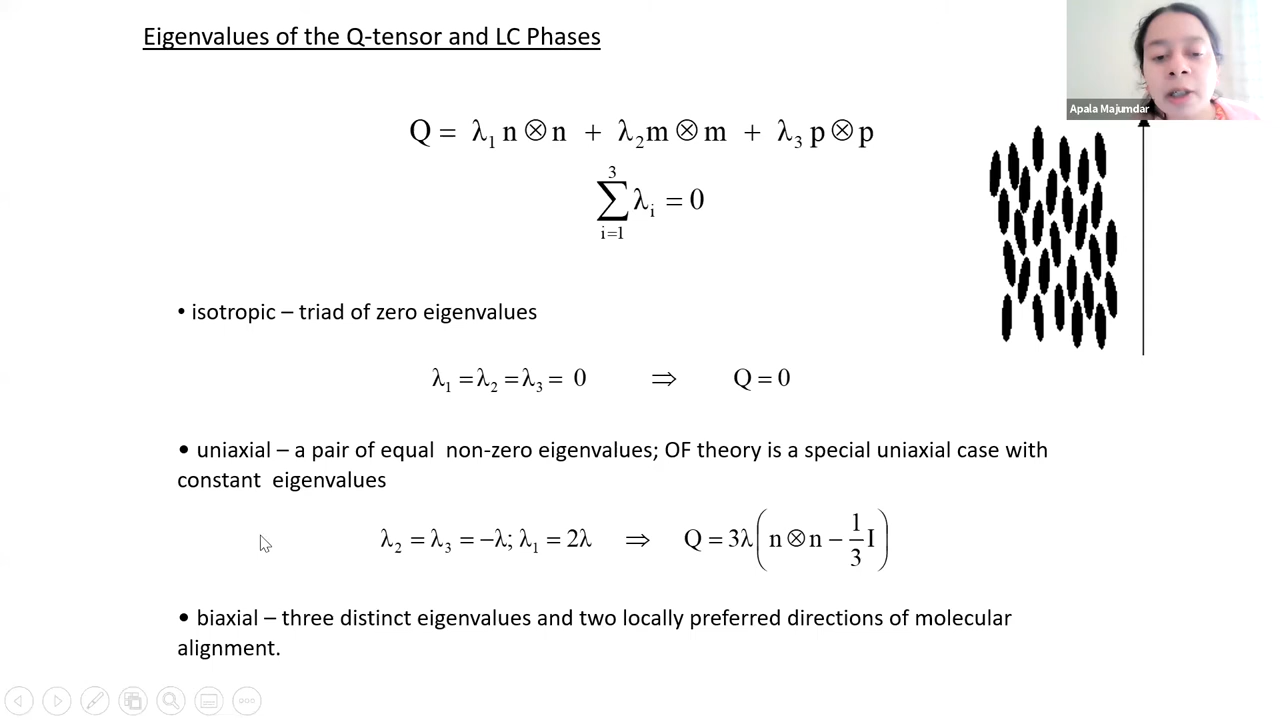 Eigenvalues of the Q-tensor and LC Phases
Apala Majumdar
Q = λ₁ n ⊗ n + λ₂ m ⊗ m + λ₃ p ⊗ p
∑ᵢ₌₁³ λᵢ = 0
• isotropic – triad of zero eigenvalues
λ₁ = λ₂ = λ₃ = 0 ⇒ Q = 0
• uniaxial – a pair of equal non-zero eigenvalues; OF theory is a special uniaxial case with
constant eigenvalues
λ₂ = λ₃ = −λ; λ₁ = 2λ ⇒ Q = 3λ(n ⊗ n − 1/3 I)
• biaxial – three distinct eigenvalues and two locally preferred directions of molecular
alignment.